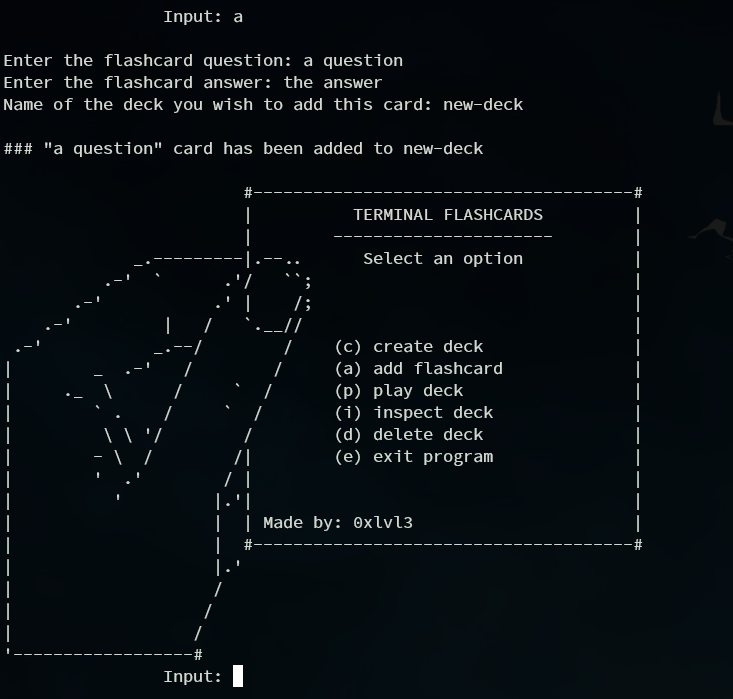 Input: a
Enter the flashcard question: a question
Enter the flashcard answer: the answer
Name of the deck you wish to add this card: new-deck
### "a question" card has been added to new-deck
TERMINAL FLASHCARDS
Select an option
(c) create deck
(a) add flashcard
(p) play deck
(i) inspect deck
(d) delete deck
(e) exit program
Made by: 0xlvl3
Input: